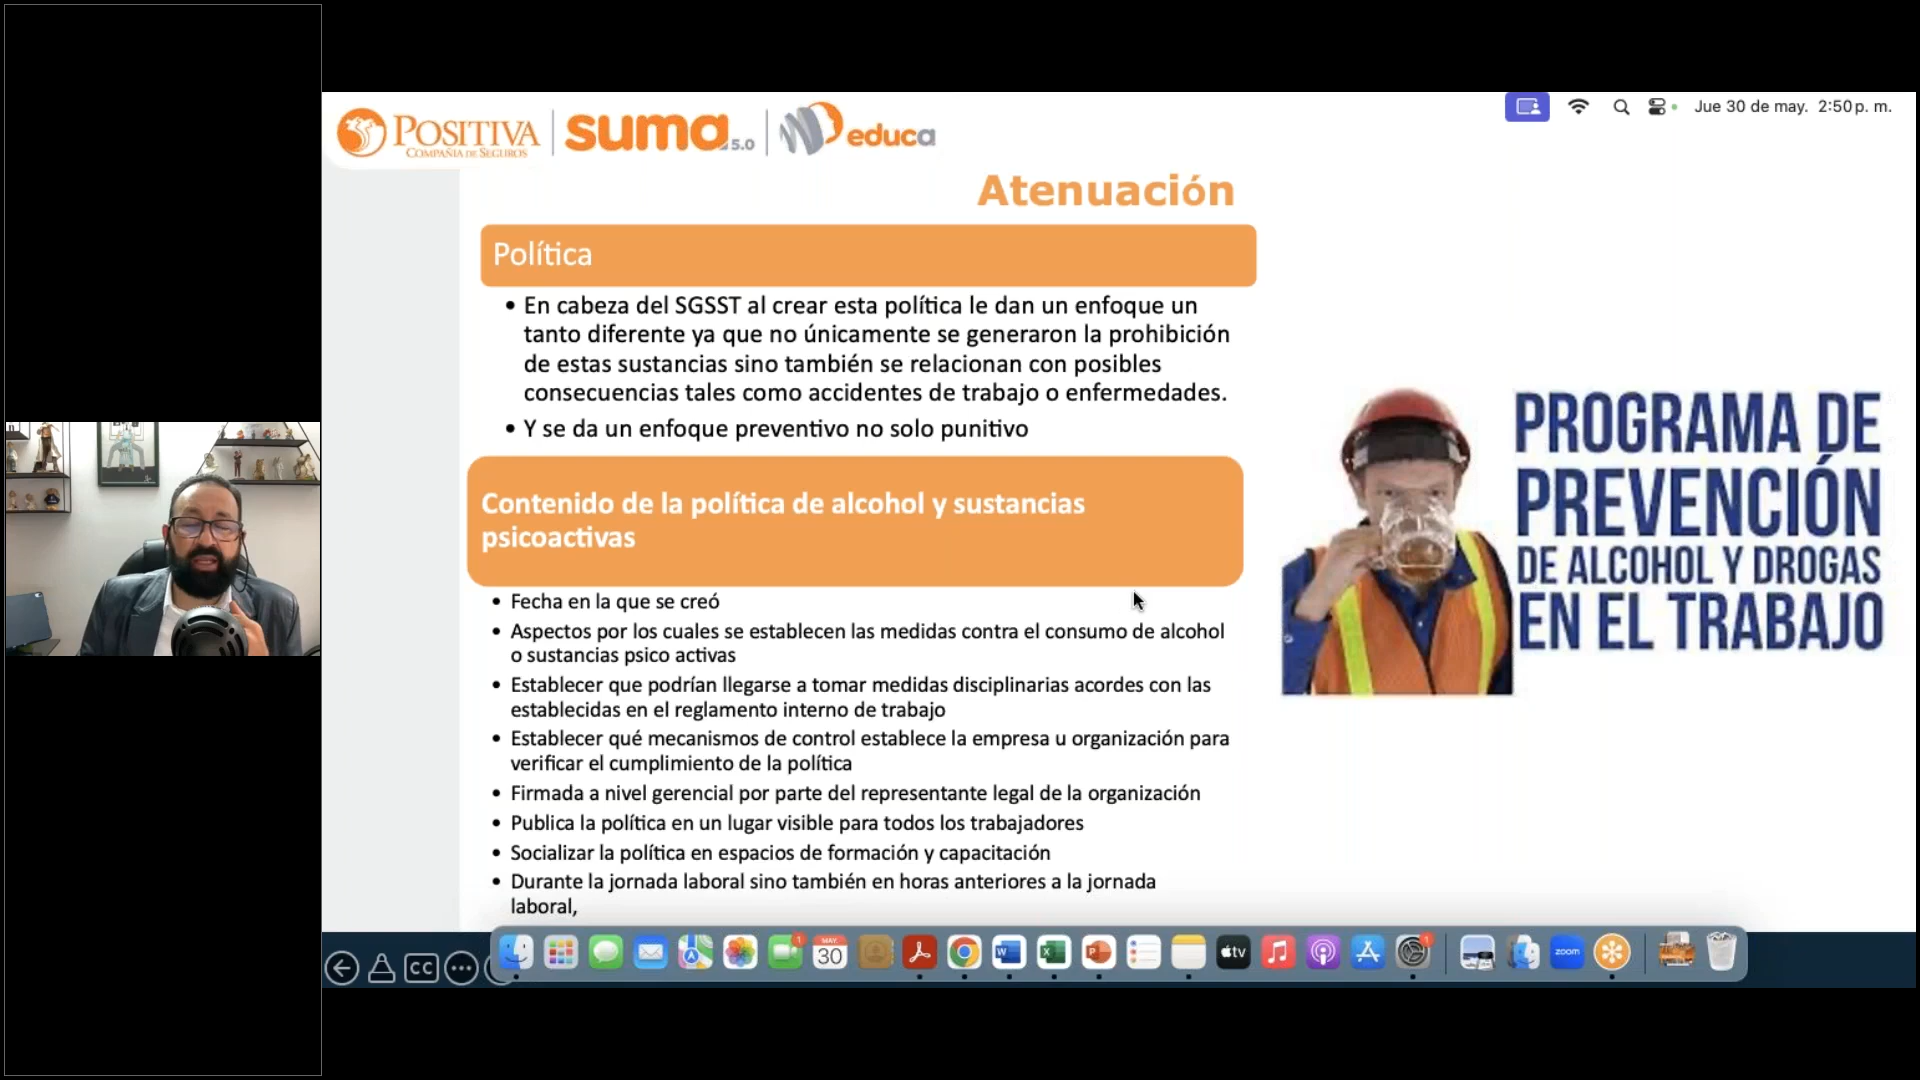 POSITIVA
COMPAÑIA DE SEGUROS
suma 5.0
educa
Jue 30 de may. 2:50 p. m.
Atenuación
Política
• En cabeza del SGSST al crear esta política le dan un enfoque un
tanto diferente ya que no únicamente se generaron la prohibición
de estas sustancias sino también se relacionan con posibles
consecuencias tales como accidentes de trabajo o enfermedades.
• Y se da un enfoque preventivo no solo punitivo
Contenido de la política de alcohol y sustancias
psicoactivas
• Fecha en la que se creó
• Aspectos por los cuales se establecen las medidas contra el consumo de alcohol
o sustancias psico activas
• Establecer que podrían llegarse a tomar medidas disciplinarias acordes con las
establecidas en el reglamento interno de trabajo
• Establecer qué mecanismos de control establece la empresa u organización para
verificar el cumplimiento de la política
• Firmada a nivel gerencial por parte del representante legal de la organización
• Publica la política en un lugar visible para todos los trabajadores
• Socializar la política en espacios de formación y capacitación
• Durante la jornada laboral sino también en horas anteriores a la jornada
laboral,
PROGRAMA DE
PREVENCIÓN
DE ALCOHOL Y DROGAS
EN EL TRABAJO
CC
1
MAY
30
W
X
P
tv
1
zoom